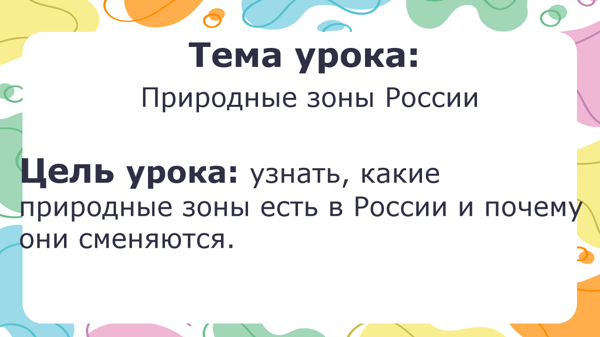 Тема урока:
Природные зоны России
Цель урока: узнать, какие
природные зоны есть в России и почему
они сменяются.